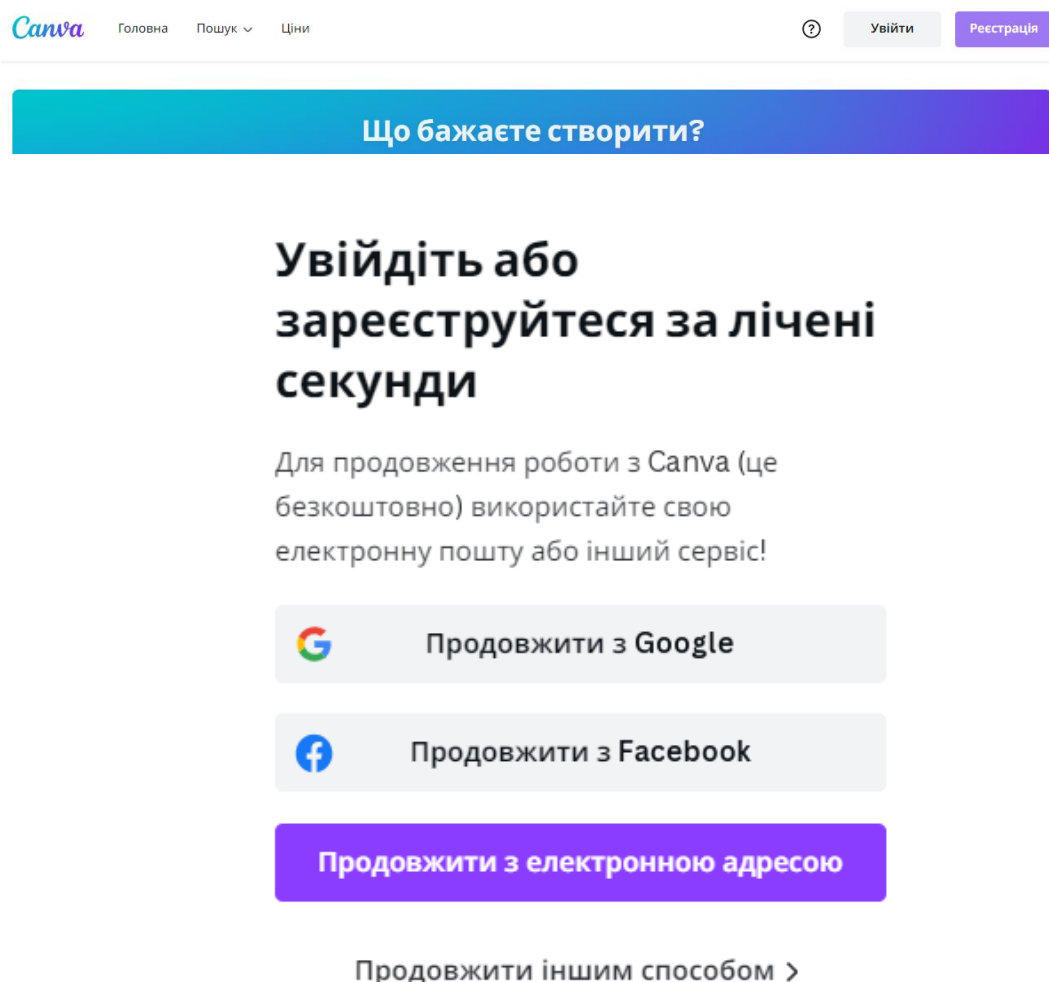 Canva Головна Пошук Ціни ? Увійти Реєстрація
Що бажаєте створити?
Увійдіть або
зареєструйтеся за лічені
секунди
Для продовження роботи з Canva (це
безкоштовно) використайте свою
електронну пошту або інший сервіс!
Продовжити з Google
Продовжити з Facebook
Продовжити з електронною адресою
Продовжити іншим способом